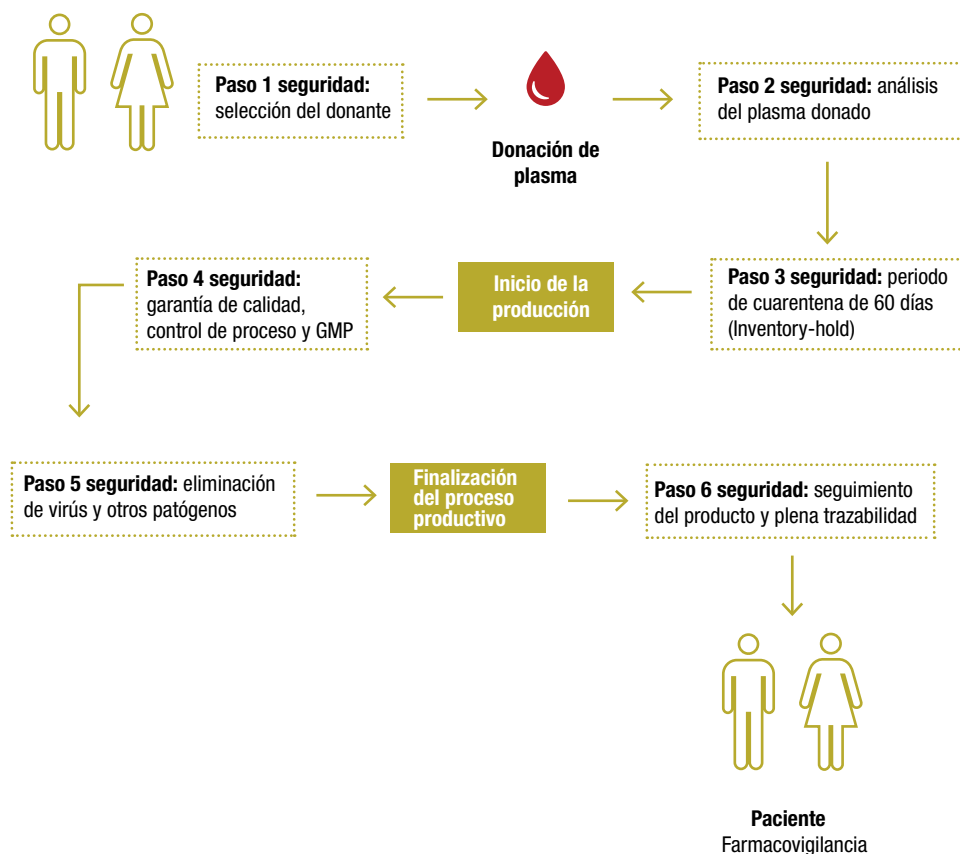 Paso 1 seguridad:
selección del donante
Donación de
plasma
Paso 2 seguridad: análisis
del plasma donado
Paso 3 seguridad: periodo
de cuarentena de 60 días
(Inventory-hold)
Inicio de la
producción
Paso 4 seguridad:
garantía de calidad,
control de proceso y GMP
Paso 5 seguridad: eliminación
de virús y otros patógenos
Finalización
del proceso
productivo
Paso 6 seguridad: seguimiento
del producto y plena trazabilidad
Paciente
Farmacovigilancia